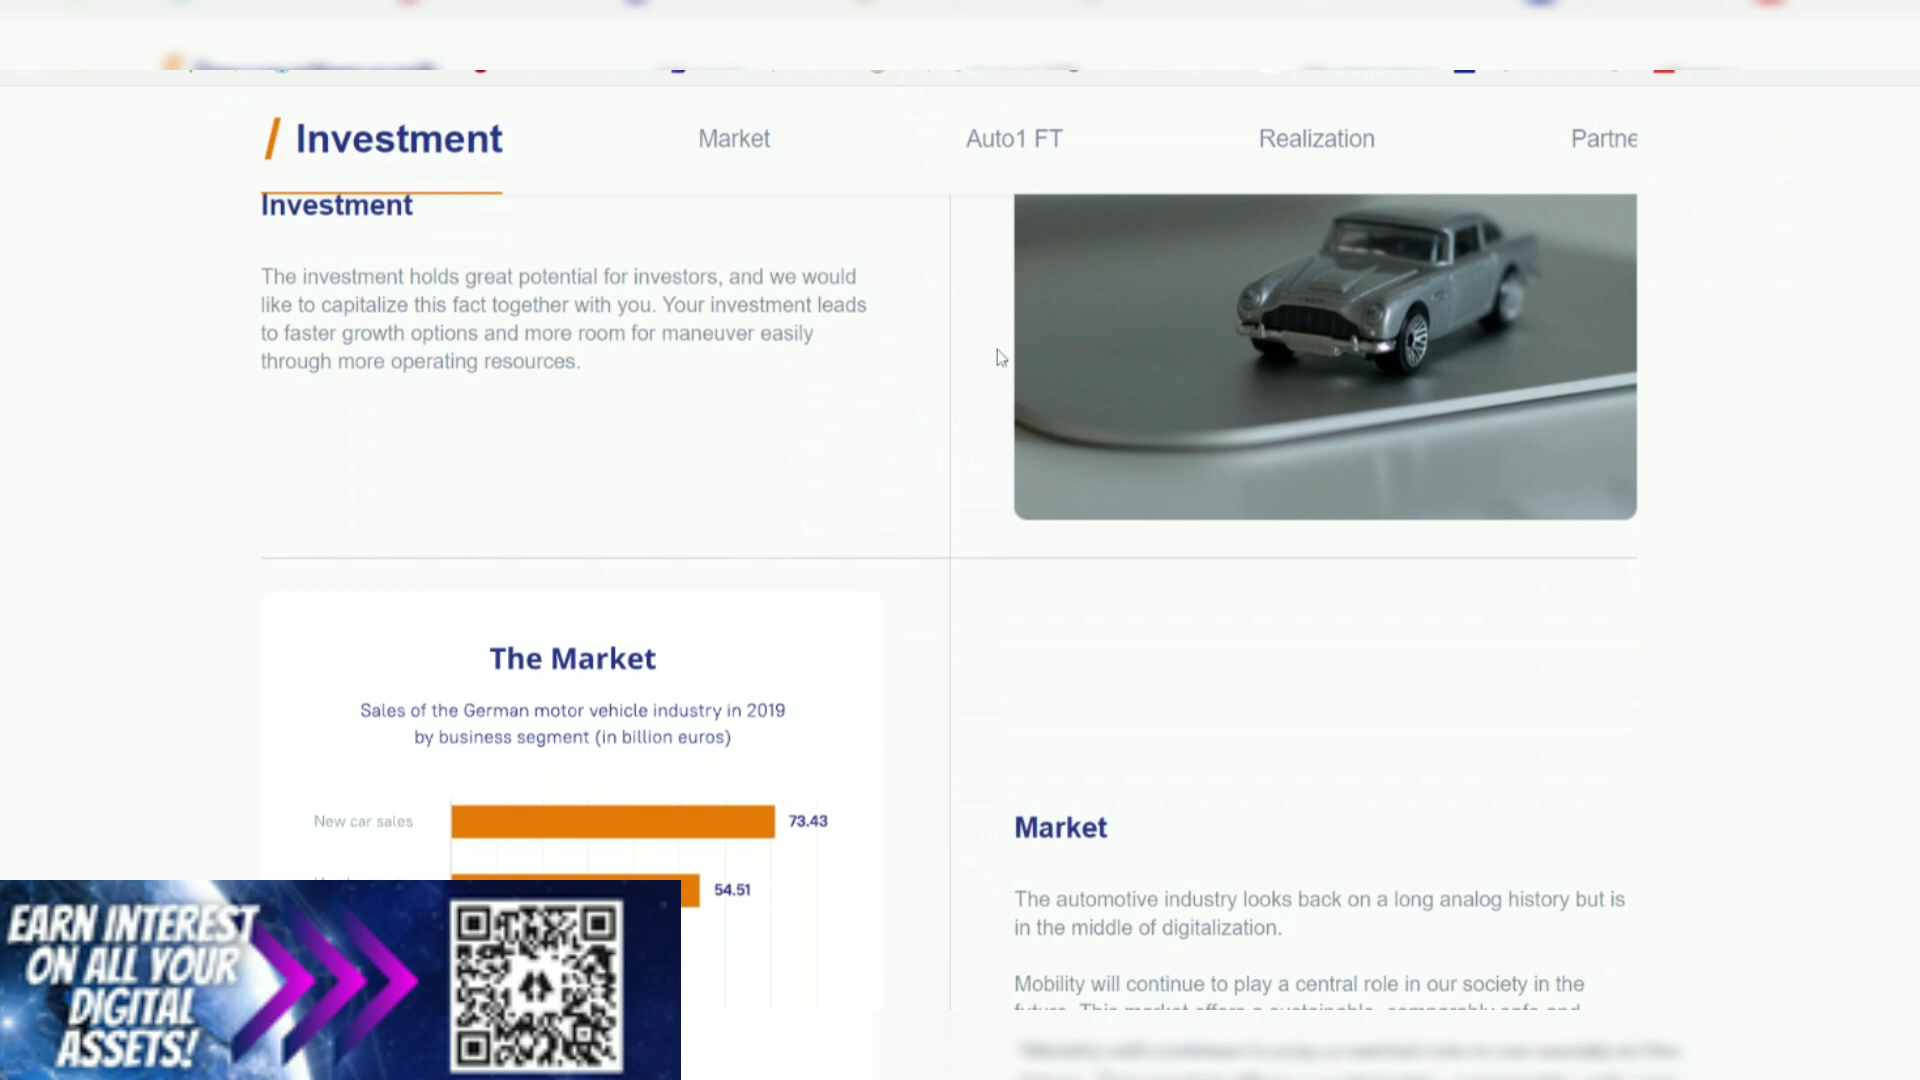 / Investment
Market
Auto1 FT
Realization
Partne
Investment
The investment holds great potential for investors, and we would
like to capitalize this fact together with you. Your investment leads
to faster growth options and more room for maneuver easily
through more operating resources.
The Market
Sales of the German motor vehicle industry in 2019
by business segment (in billion euros)
New car sales
73.43
54.51
Market
The automotive industry looks back on a long analog history but is
in the middle of digitalization.
Mobility will continue to play a central role in our society in the
EARN INTEREST
ON ALL YOUR
DIGITAL
ASSETS!